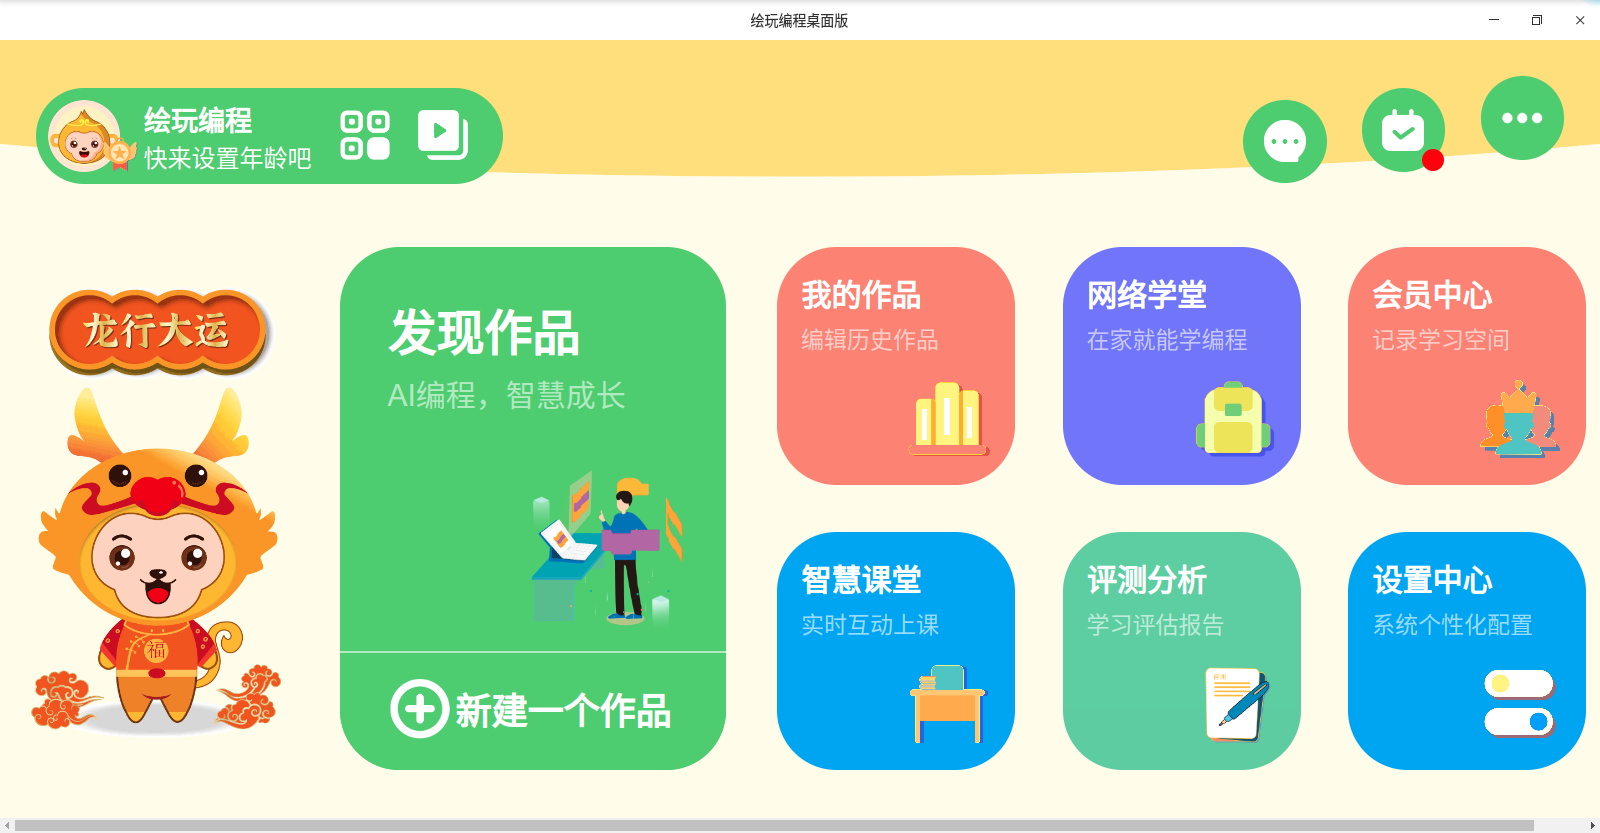 绘玩编程桌面版
绘玩编程
快来设置年龄吧
龙行大运
福
发现作品
AI编程，智慧成长
新建一个作品
我的作品
编辑历史作品
网络学堂
在家就能学编程
会员中心
记录学习空间
智慧课堂
实时互动上课
评测分析
学习评估报告
设置中心
系统个性化配置